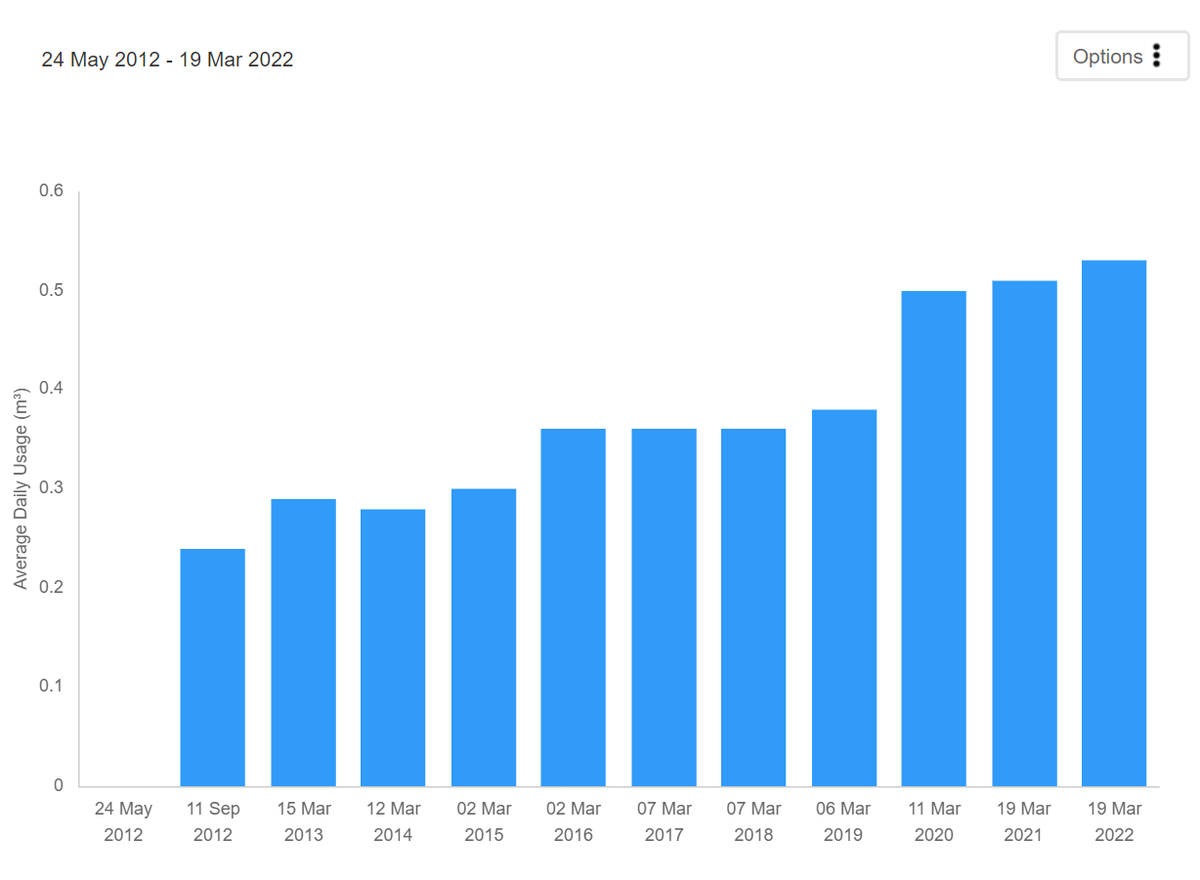 24 May 2012 - 19 Mar 2022
Options
Average Daily Usage (m³)
0.6
0.5
0.4
0.3
0.2
0.1
0
24 May 2012
11 Sep 2012
15 Mar 2013
12 Mar 2014
02 Mar 2015
02 Mar 2016
07 Mar 2017
07 Mar 2018
06 Mar 2019
11 Mar 2020
19 Mar 2021
19 Mar 2022